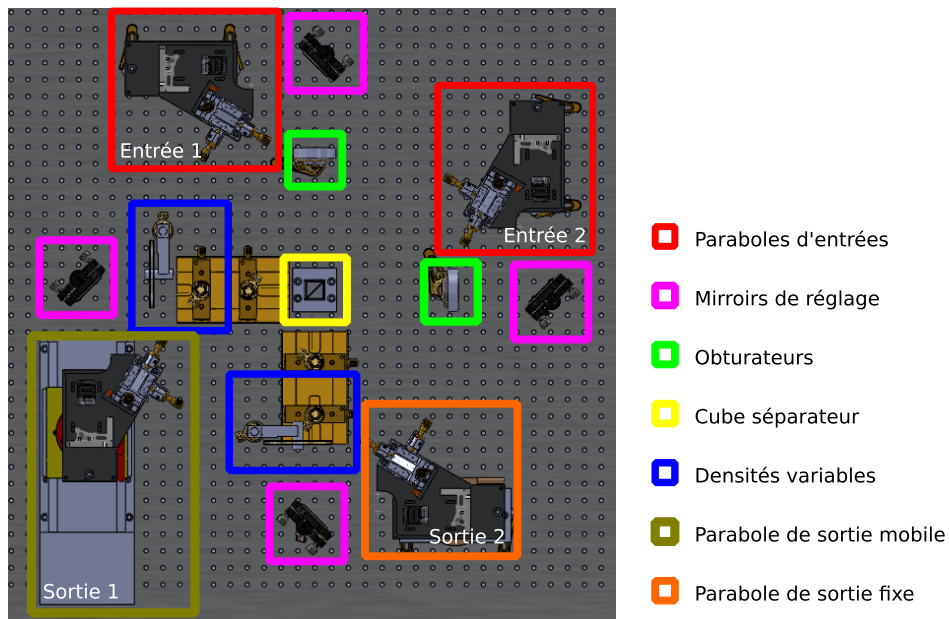 Entrée 1
Entrée 2
Sortie 1
Sortie 2
Paraboles d'entrées
Mirroirs de réglage
Obturateurs
Cube séparateur
Densités variables
Parabole de sortie mobile
Parabole de sortie fixe